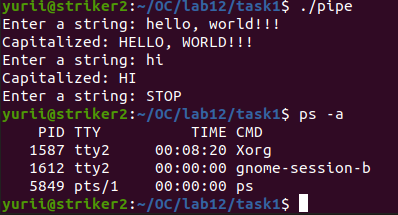 yurii@striker2:~/OC/lab12/task1$ ./pipe
Enter a string: hello, world!!!
Capitalized: HELLO, WORLD!!!
Enter a string: hi
Capitalized: HI
Enter a string: STOP
yurii@striker2:~/OC/lab12/task1$ ps -a
PID TTY TIME CMD
1587 tty2 00:08:20 Xorg
1612 tty2 00:00:00 gnome-session-b
5849 pts/1 00:00:00 ps
yurii@striker2:~/OC/lab12/task1$